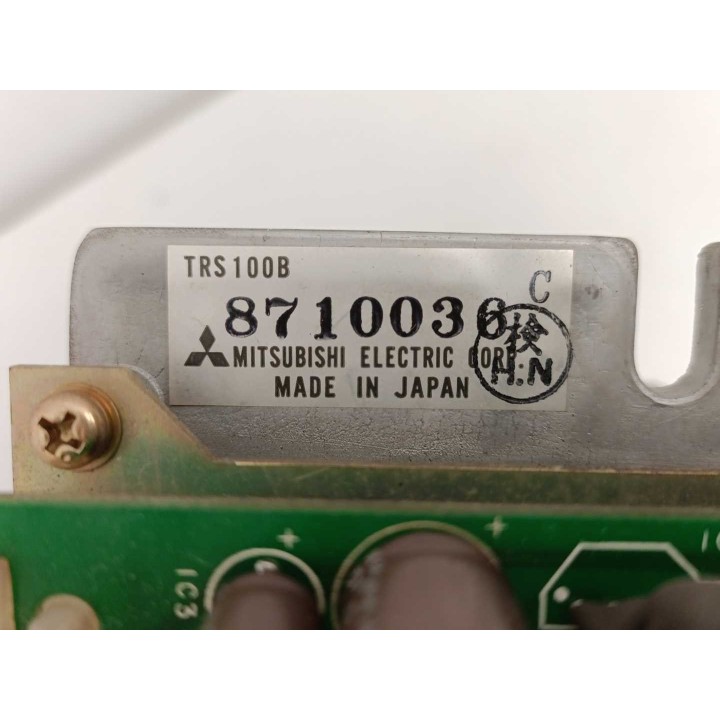 TRS100B
C
8710036
MITSUBISHI ELECTRIC CORP.
検
H.N
MADE IN JAPAN
+
+
IC3